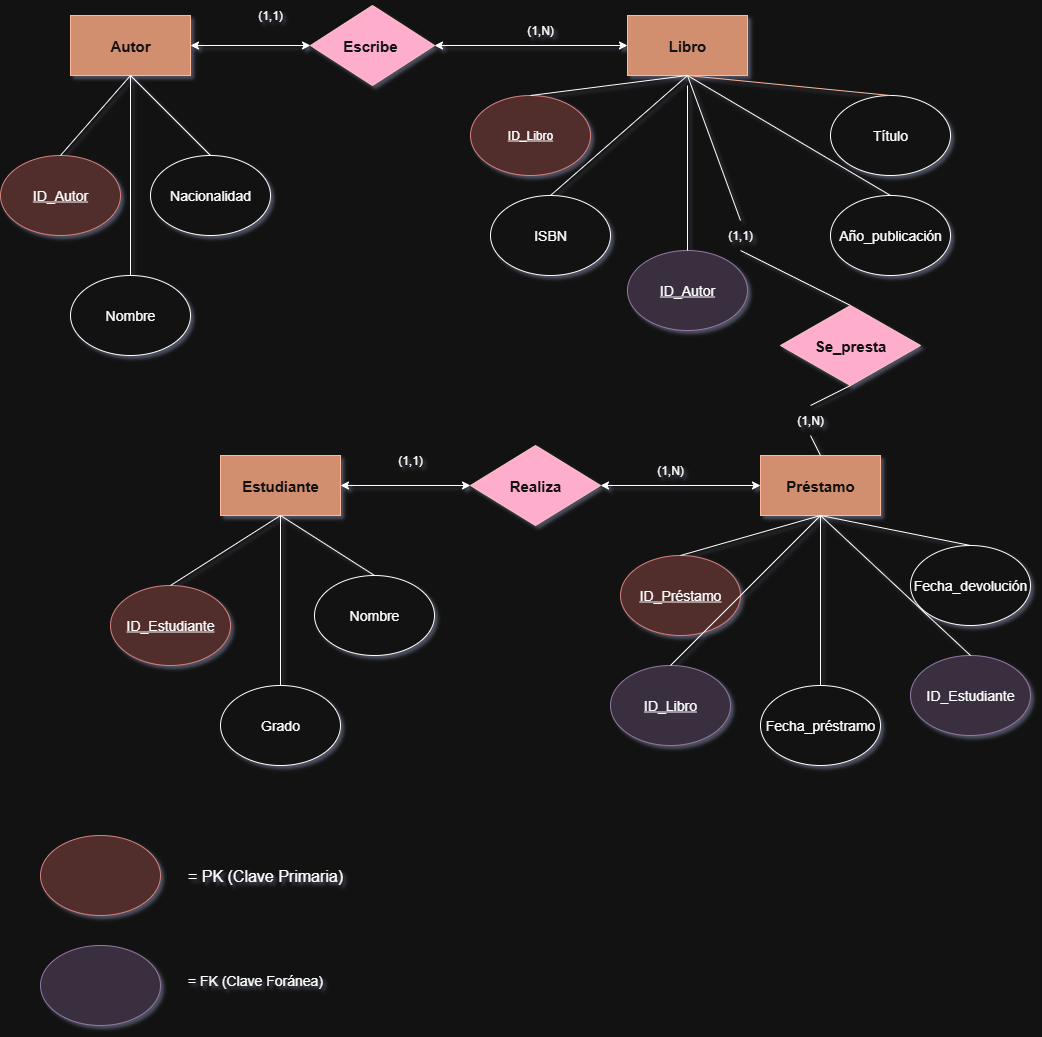 (1,1)
Autor
Escribe
(1,N)
Libro
ID_Libro
Título
ID_Autor
Nacionalidad
ISBN
(1,1)
Año_publicación
ID_Autor
Nombre
Se_presta
(1,N)
(1,1)
(1,N)
Estudiante
Realiza
Préstamo
ID_Préstamo
Fecha_devolución
ID_Estudiante
Nombre
ID_Libro
ID_Estudiante
Grado
Fecha_préstramo
= PK (Clave Primaria)
= FK (Clave Foránea)